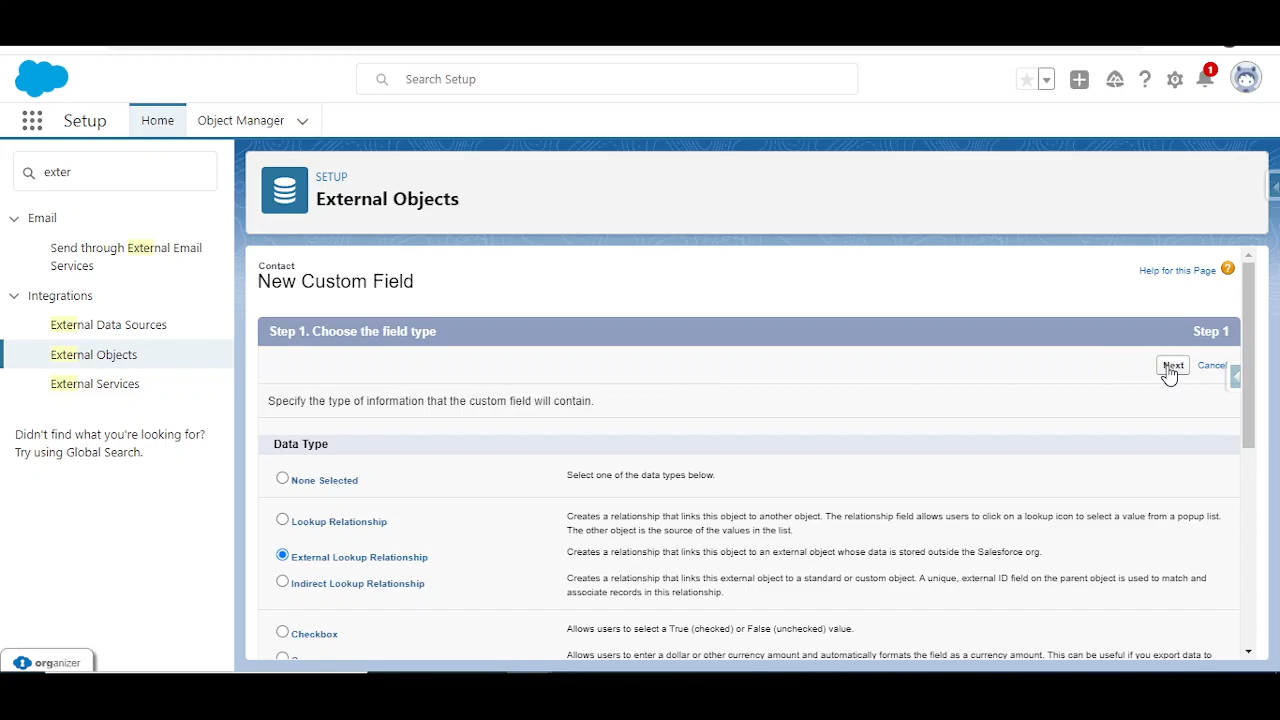 Search Setup
1
Setup
Home
Object Manager
exter
Email
Send through External Email
Services
Integrations
External Data Sources
External Objects
External Services
Didn't find what you're looking for?
Try using Global Search.
organizer
SETUP
External Objects
Contact
New Custom Field
Help for this Page ?
Step 1. Choose the field type
Step 1
Next
Cancel
Specify the type of information that the custom field will contain.
Data Type
None Selected
Select one of the data types below.
Lookup Relationship
Creates a relationship that links this object to another object. The relationship field allows users to click on a lookup icon to select a value from a popup list.
The other object is the source of the values in the list.
External Lookup Relationship
Creates a relationship that links this object to an external object whose data is stored outside the Salesforce org.
Indirect Lookup Relationship
Creates a relationship that links this external object to a standard or custom object. A unique, external ID field on the parent object is used to match and
associate records in this relationship.
Checkbox
Allows users to select a True (checked) or False (unchecked) value.
Allows users to enter a dollar or other currency amount and automatically formats the field as a currency amount. This can be useful if you export data to